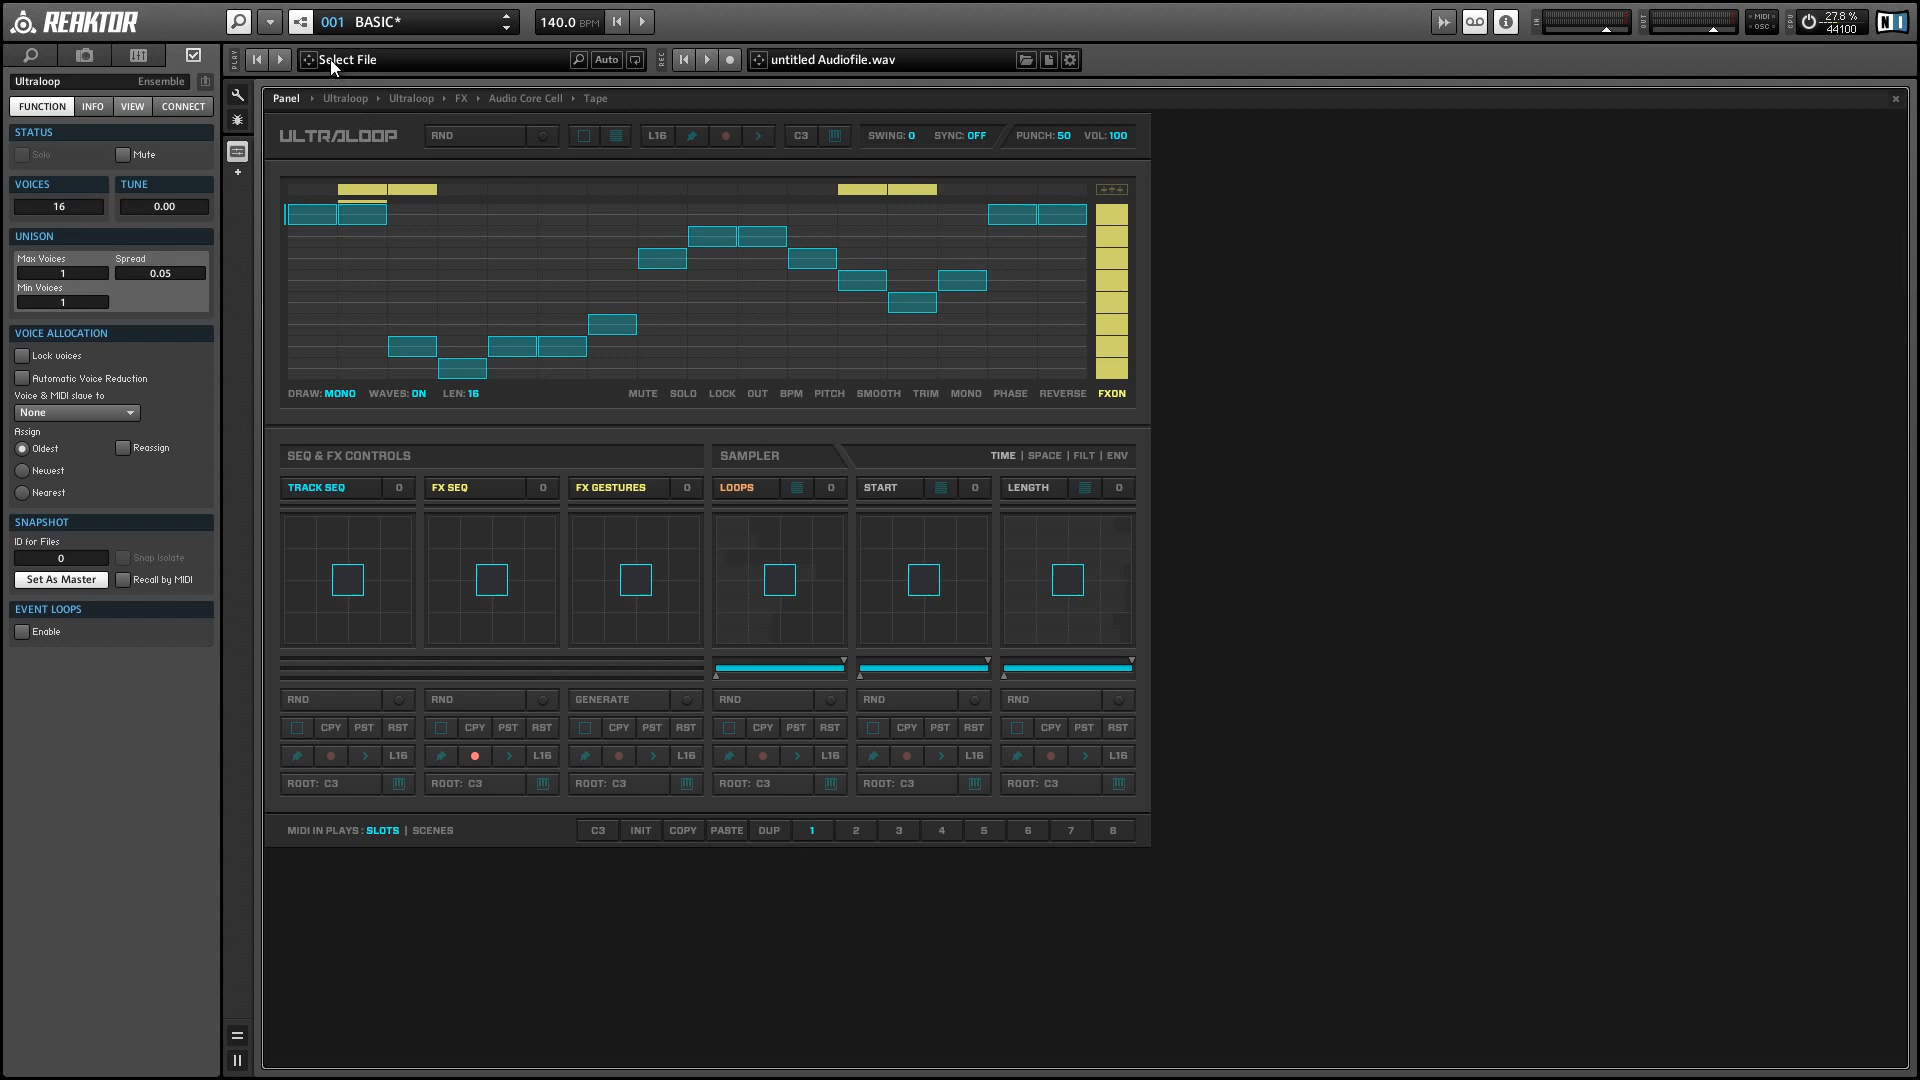 REAKTOR
001 BASIC*
140.0 BPM
IN
OUT
MIDI
OSC
CPU
27.8 %
44100
NI
PLAY
Select File
Auto
REC
untitled Audiofile.wav
Ultraloop Ensemble
FUNCTION INFO VIEW CONNECT
STATUS
Solo Mute
VOICES TUNE
16 0.00
UNISON
Max Voices Spread
1 0.05
Min Voices
1
VOICE ALLOCATION
Lock voices
Automatic Voice Reduction
Voice & MIDI slave to
None
Assign
Oldest Reassign
Newest
Nearest
SNAPSHOT
ID for Files
0 Snap Isolate
Set As Master Recall by MIDI
EVENT LOOPS
Enable
Panel Ultraloop Ultraloop FX Audio Core Cell Tape
ULTRALOOP RND L16 C3 SWING: 0 SYNC: OFF PUNCH: 50 VOL: 100
DRAW: MONO WAVES: ON LEN: 16 MUTE SOLO LOCK OUT BPM PITCH SMOOTH TRIM MONO PHASE REVERSE FXON
SEQ & FX CONTROLS SAMPLER TIME | SPACE | FILT | ENV
TRACK SEQ 0 FX SEQ 0 FX GESTURES 0 LOOPS 0 START 0 LENGTH 0
RND RND GENERATE RND RND RND
CPY PST RST CPY PST RST CPY PST RST CPY PST RST CPY PST RST CPY PST RST
L16 L16 L16 L16 L16 L16
ROOT: C3 ROOT: C3 ROOT: C3 ROOT: C3 ROOT: C3 ROOT: C3
MIDI IN PLAYS : SLOTS | SCENES C3 INIT COPY PASTE DUP 1 2 3 4 5 6 7 8